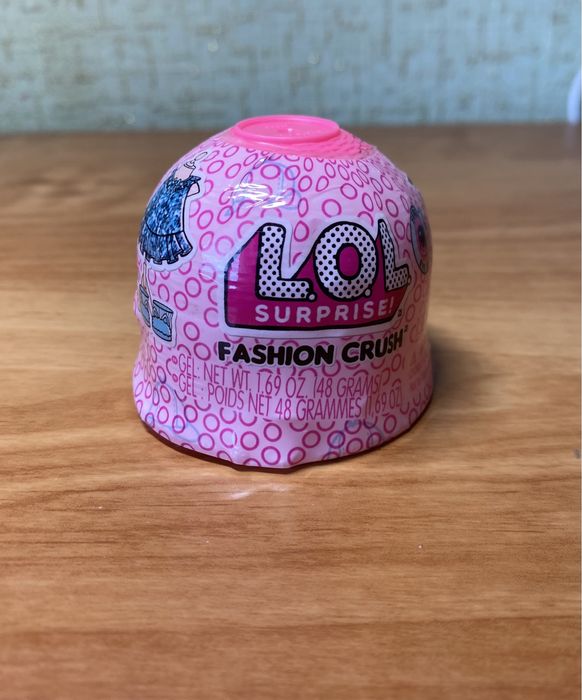 L.O.L.
SURPRISE!
FASHION CRUSH
GEL: NET WT. 1.69 OZ. (48 GRAMS)
GEL : POIDS NET 48 GRAMMES (1.69 OZ)